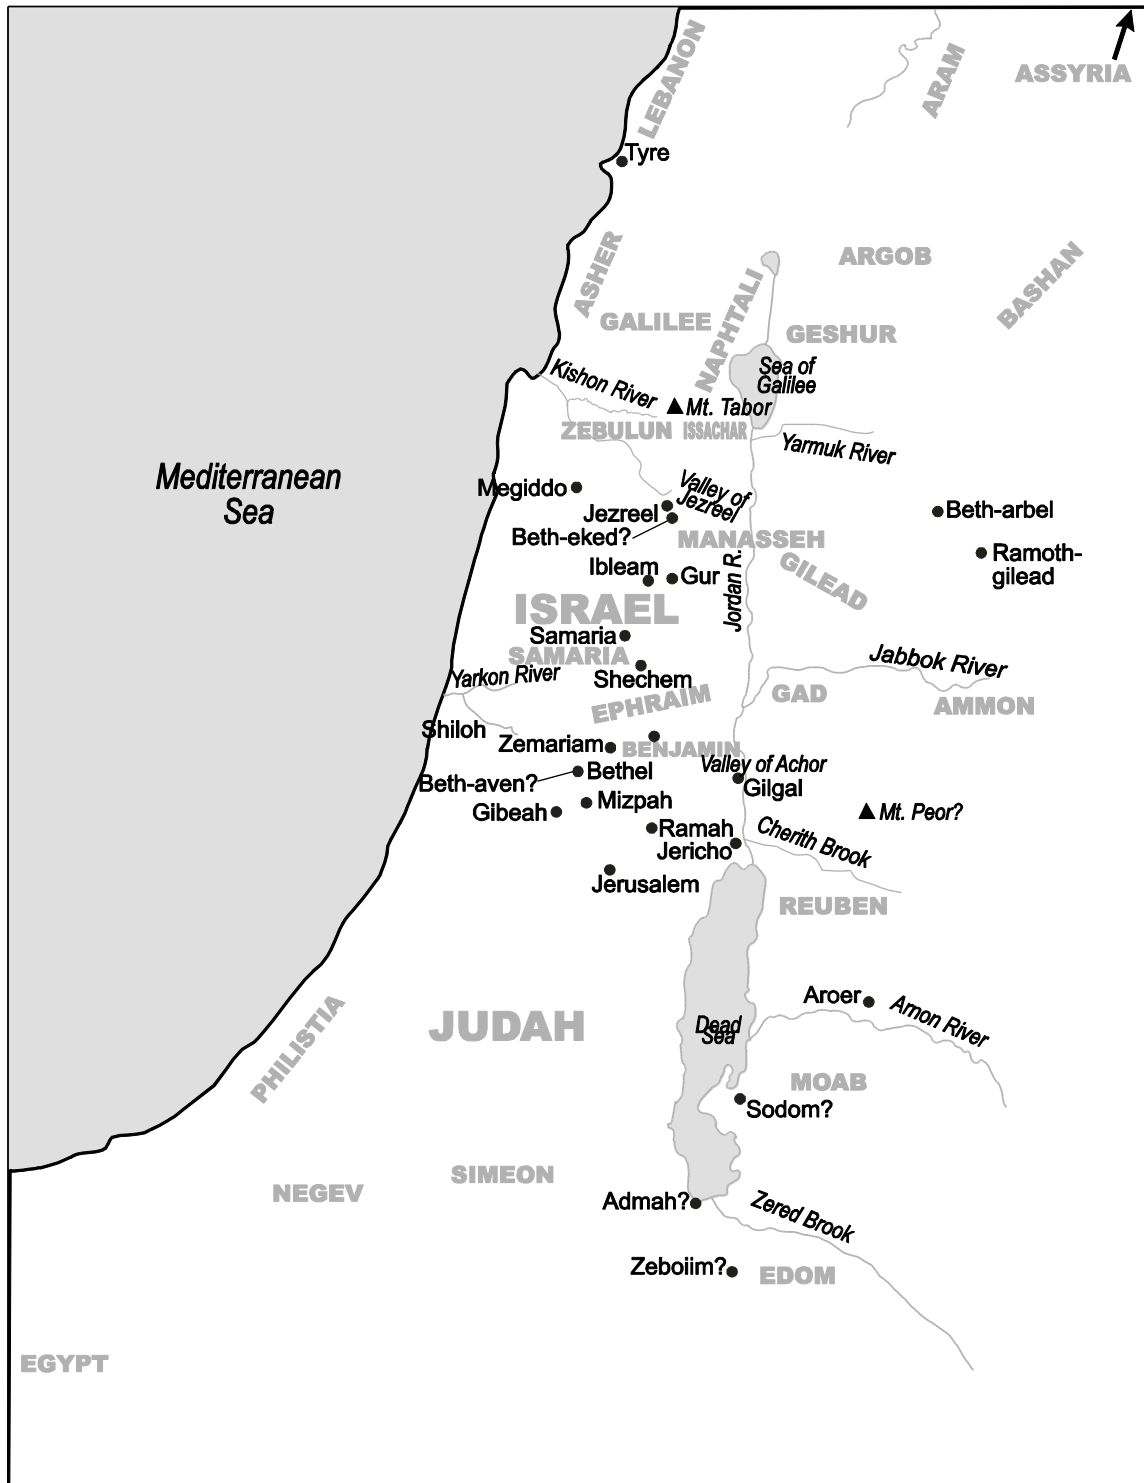 LEBANON
ARAM
ASSYRIA
Tyre
ASHER
ARGOB
BASHAN
NAPHTALI
GALILEE
GESHUR
Kishon River
Sea of
Galilee
Mt. Tabor
ZEBULUN
ISSACHAR
Yarmuk River
Mediterranean
Sea
Megiddo
Valley of
Jezreel
Jezreel
Beth-arbel
Beth-eked?
MANASSEH
Ramoth-
gilead
Ibleam
Gur
Jordan R.
GILEAD
ISRAEL
Samaria
SAMARIA
Jabbok River
Yarkon River
Shechem
EPHRAIM
GAD
AMMON
Shiloh
Zemariam
BENJAMIN
Valley of Achor
Beth-aven?
Bethel
Gilgal
Gibeah
Mizpah
Mt. Peor?
Ramah
Cherith Brook
Jericho
Jerusalem
REUBEN
PHILISTIA
JUDAH
Dead
Sea
Aroer
Arnon River
MOAB
Sodom?
SIMEON
NEGEV
Admah?
Zered Brook
Zeboiim?
EDOM
EGYPT